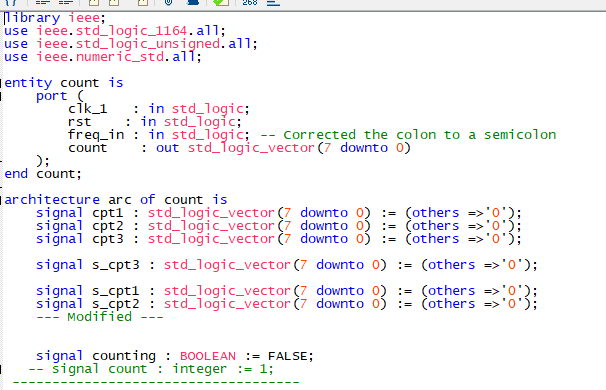 library ieee;
use ieee.std_logic_1164.all;
use ieee.std_logic_unsigned.all;
use ieee.numeric_std.all;

entity count is
    port (
        clk_1   : in std_logic;
        rst    : in std_logic;
        freq_in : in std_logic; -- Corrected the colon to a semicolon
        count    : out std_logic_vector(7 downto 0)
    );
end count;

architecture arc of count is
    signal cpt1 : std_logic_vector(7 downto 0) := (others =>'0');
    signal cpt2 : std_logic_vector(7 downto 0) := (others =>'0');
    signal cpt3 : std_logic_vector(7 downto 0) := (others =>'0');

    signal s_cpt3 : std_logic_vector(7 downto 0) := (others =>'0');

    signal s_cpt1 : std_logic_vector(7 downto 0) := (others =>'0');
    signal s_cpt2 : std_logic_vector(7 downto 0) := (others =>'0');
    --- Modified ---

    signal counting : BOOLEAN := FALSE;
   -- signal count : integer := 1;
 ------------------------------------